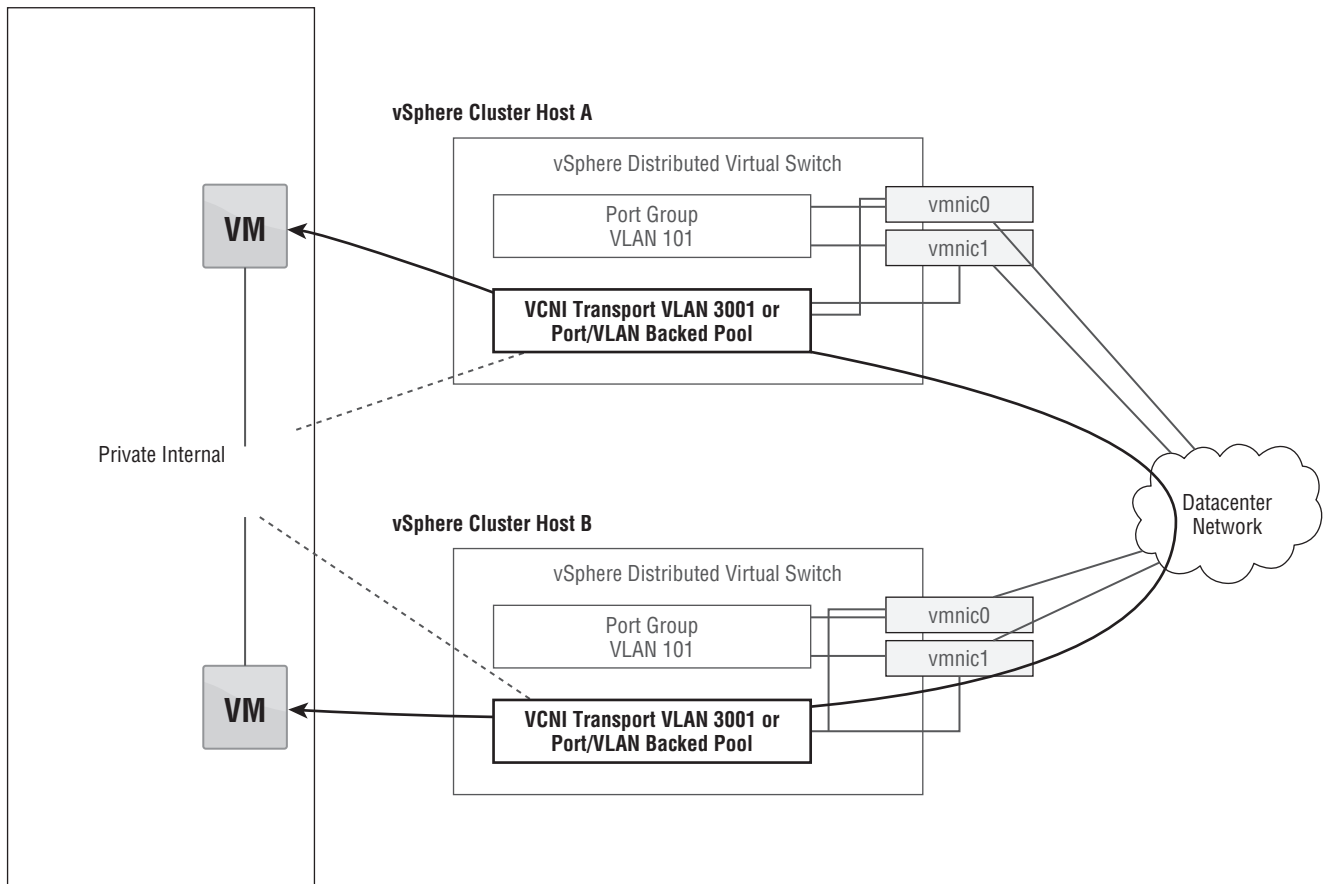 vSphere Cluster Host A
vSphere Distributed Virtual Switch
Port Group
VLAN 101
vmnic0
vmnic1
VM
VCNI Transport VLAN 3001 or
Port/VLAN Backed Pool
Private Internal
Datacenter
Network
vSphere Cluster Host B
vSphere Distributed Virtual Switch
Port Group
VLAN 101
vmnic0
vmnic1
VM
VCNI Transport VLAN 3001 or
Port/VLAN Backed Pool